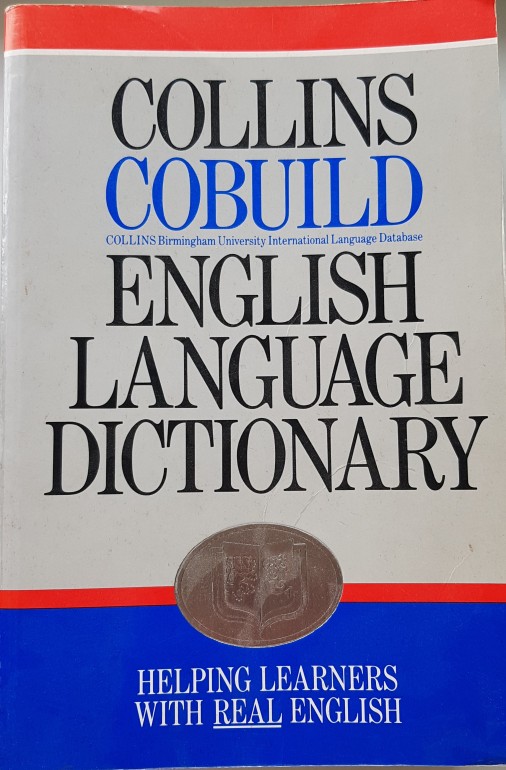 COLLINS
COBUILD
COLLINS Birmingham University International Language Database
ENGLISH
LANGUAGE
DICTIONARY
HELPING LEARNERS
WITH REAL ENGLISH